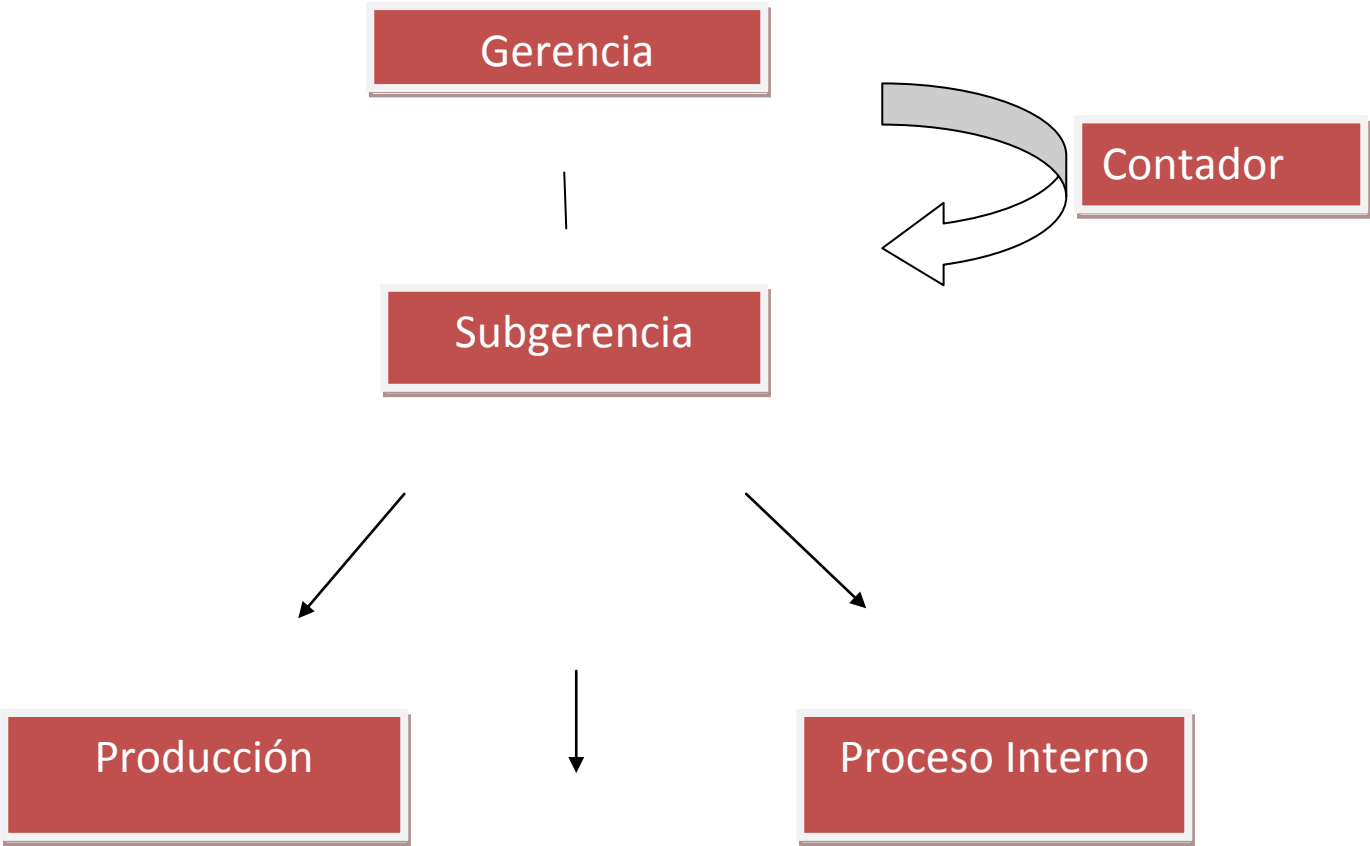 Gerencia
Contador
Subgerencia
Producción
Proceso Interno